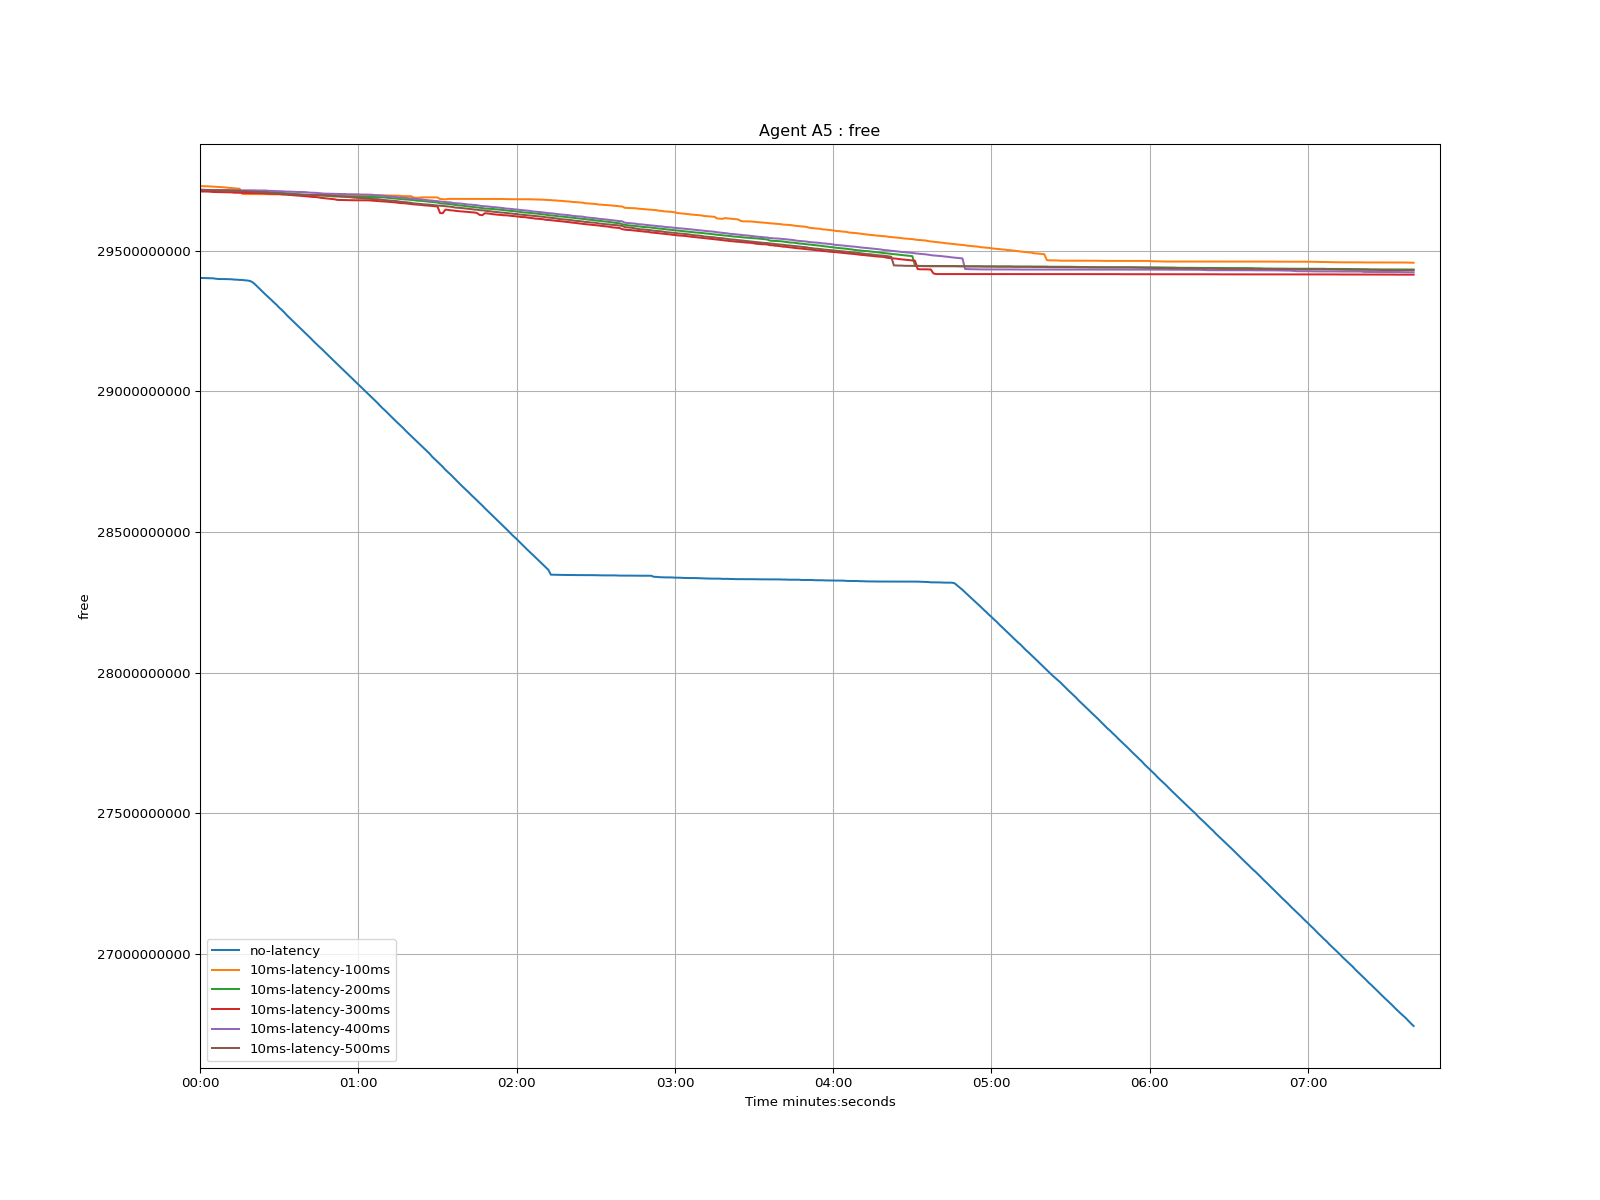 Agent A5 : free
29500000000
29000000000
28500000000
28000000000
27500000000
27000000000
free
no-latency
10ms-latency-100ms
10ms-latency-200ms
10ms-latency-300ms
10ms-latency-400ms
10ms-latency-500ms
00:00 01:00 02:00 03:00 04:00 05:00 06:00 07:00
Time minutes:seconds